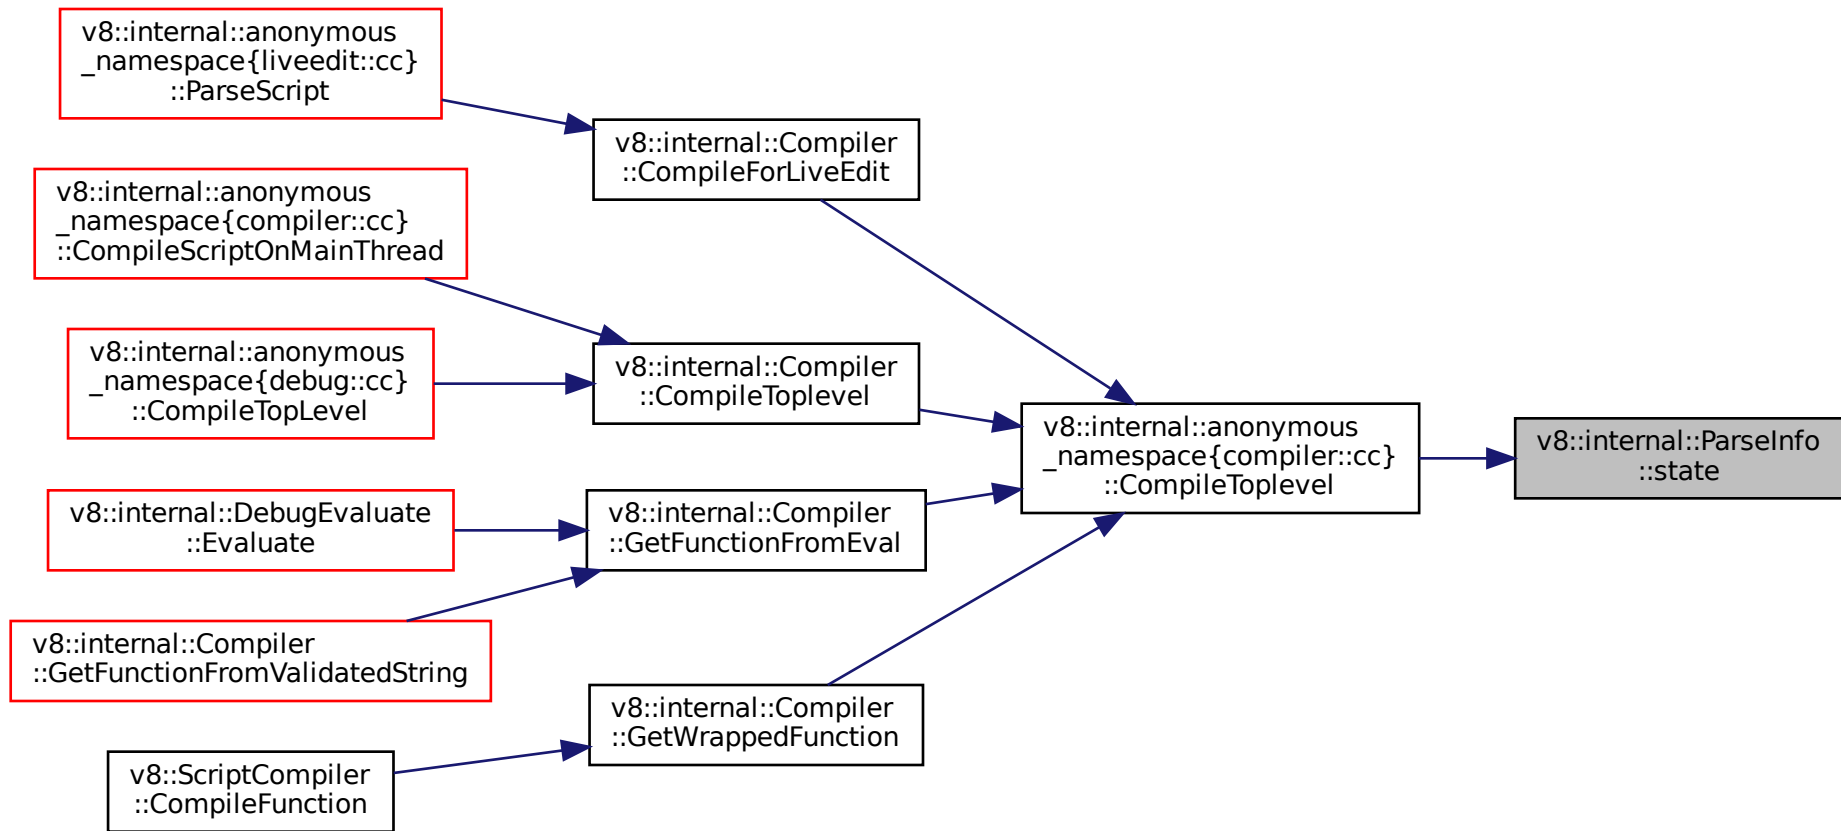 v8::internal::anonymous
_namespace{liveedit::cc}
::ParseScript
v8::internal::anonymous
_namespace{compiler::cc}
::CompileScriptOnMainThread
v8::internal::anonymous
_namespace{debug::cc}
::CompileTopLevel
v8::internal::DebugEvaluate
::Evaluate
v8::internal::Compiler
::GetFunctionFromValidatedString
v8::ScriptCompiler
::CompileFunction
v8::internal::Compiler
::CompileForLiveEdit
v8::internal::Compiler
::CompileToplevel
v8::internal::Compiler
::GetFunctionFromEval
v8::internal::Compiler
::GetWrappedFunction
v8::internal::anonymous
_namespace{compiler::cc}
::CompileToplevel
v8::internal::ParseInfo
::state